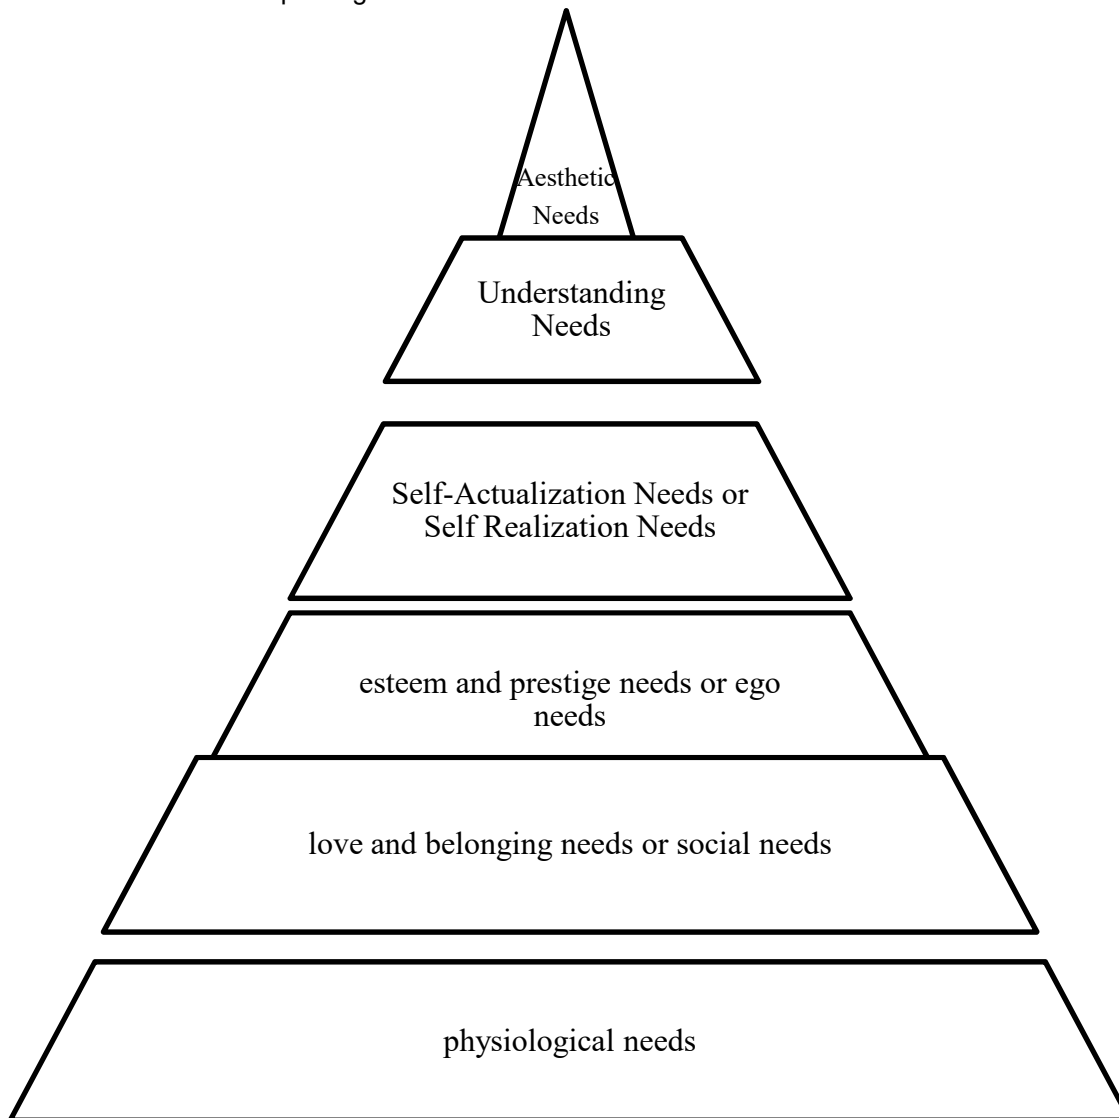 Aesthetic
Needs
Understanding
Needs
Self-Actualization Needs or
Self Realization Needs
esteem and prestige needs or ego
needs
love and belonging needs or social needs
physiological needs